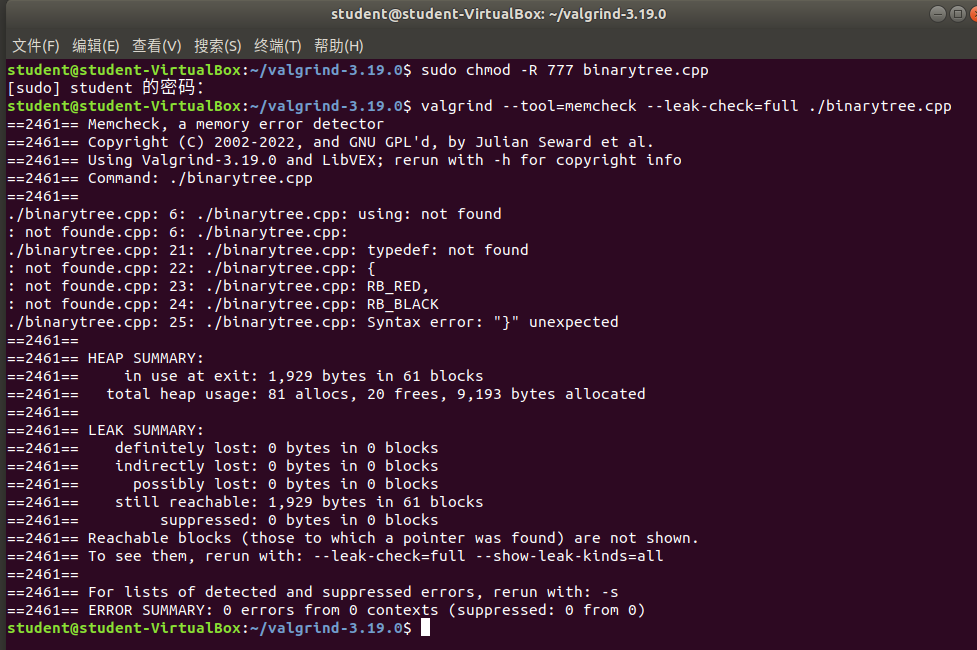 student@student-VirtualBox: ~/valgrind-3.19.0
文件(F) 编辑(E) 查看(V) 搜索(S) 终端(T) 帮助(H)
student@student-VirtualBox:~/valgrind-3.19.0$ sudo chmod -R 777 binarytree.cpp
[sudo] student 的密码：
student@student-VirtualBox:~/valgrind-3.19.0$ valgrind --tool=memcheck --leak-check=full ./binarytree.cpp
==2461== Memcheck, a memory error detector
==2461== Copyright (C) 2002-2022, and GNU GPL'd, by Julian Seward et al.
==2461== Using Valgrind-3.19.0 and LibVEX; rerun with -h for copyright info
==2461== Command: ./binarytree.cpp
==2461==
./binarytree.cpp: 6: ./binarytree.cpp: using: not found
: not founde.cpp: 6: ./binarytree.cpp:
./binarytree.cpp: 21: ./binarytree.cpp: typedef: not found
: not founde.cpp: 22: ./binarytree.cpp: {
: not founde.cpp: 23: ./binarytree.cpp: RB_RED,
: not founde.cpp: 24: ./binarytree.cpp: RB_BLACK
./binarytree.cpp: 25: ./binarytree.cpp: Syntax error: "}" unexpected
==2461==
==2461== HEAP SUMMARY:
==2461==     in use at exit: 1,929 bytes in 61 blocks
==2461==   total heap usage: 81 allocs, 20 frees, 9,193 bytes allocated
==2461==
==2461== LEAK SUMMARY:
==2461==    definitely lost: 0 bytes in 0 blocks
==2461==    indirectly lost: 0 bytes in 0 blocks
==2461==      possibly lost: 0 bytes in 0 blocks
==2461==    still reachable: 1,929 bytes in 61 blocks
==2461==         suppressed: 0 bytes in 0 blocks
==2461== Reachable blocks (those to which a pointer was found) are not shown.
==2461== To see them, rerun with: --leak-check=full --show-leak-kinds=all
==2461==
==2461== For lists of detected and suppressed errors, rerun with: -s
==2461== ERROR SUMMARY: 0 errors from 0 contexts (suppressed: 0 from 0)
student@student-VirtualBox:~/valgrind-3.19.0$